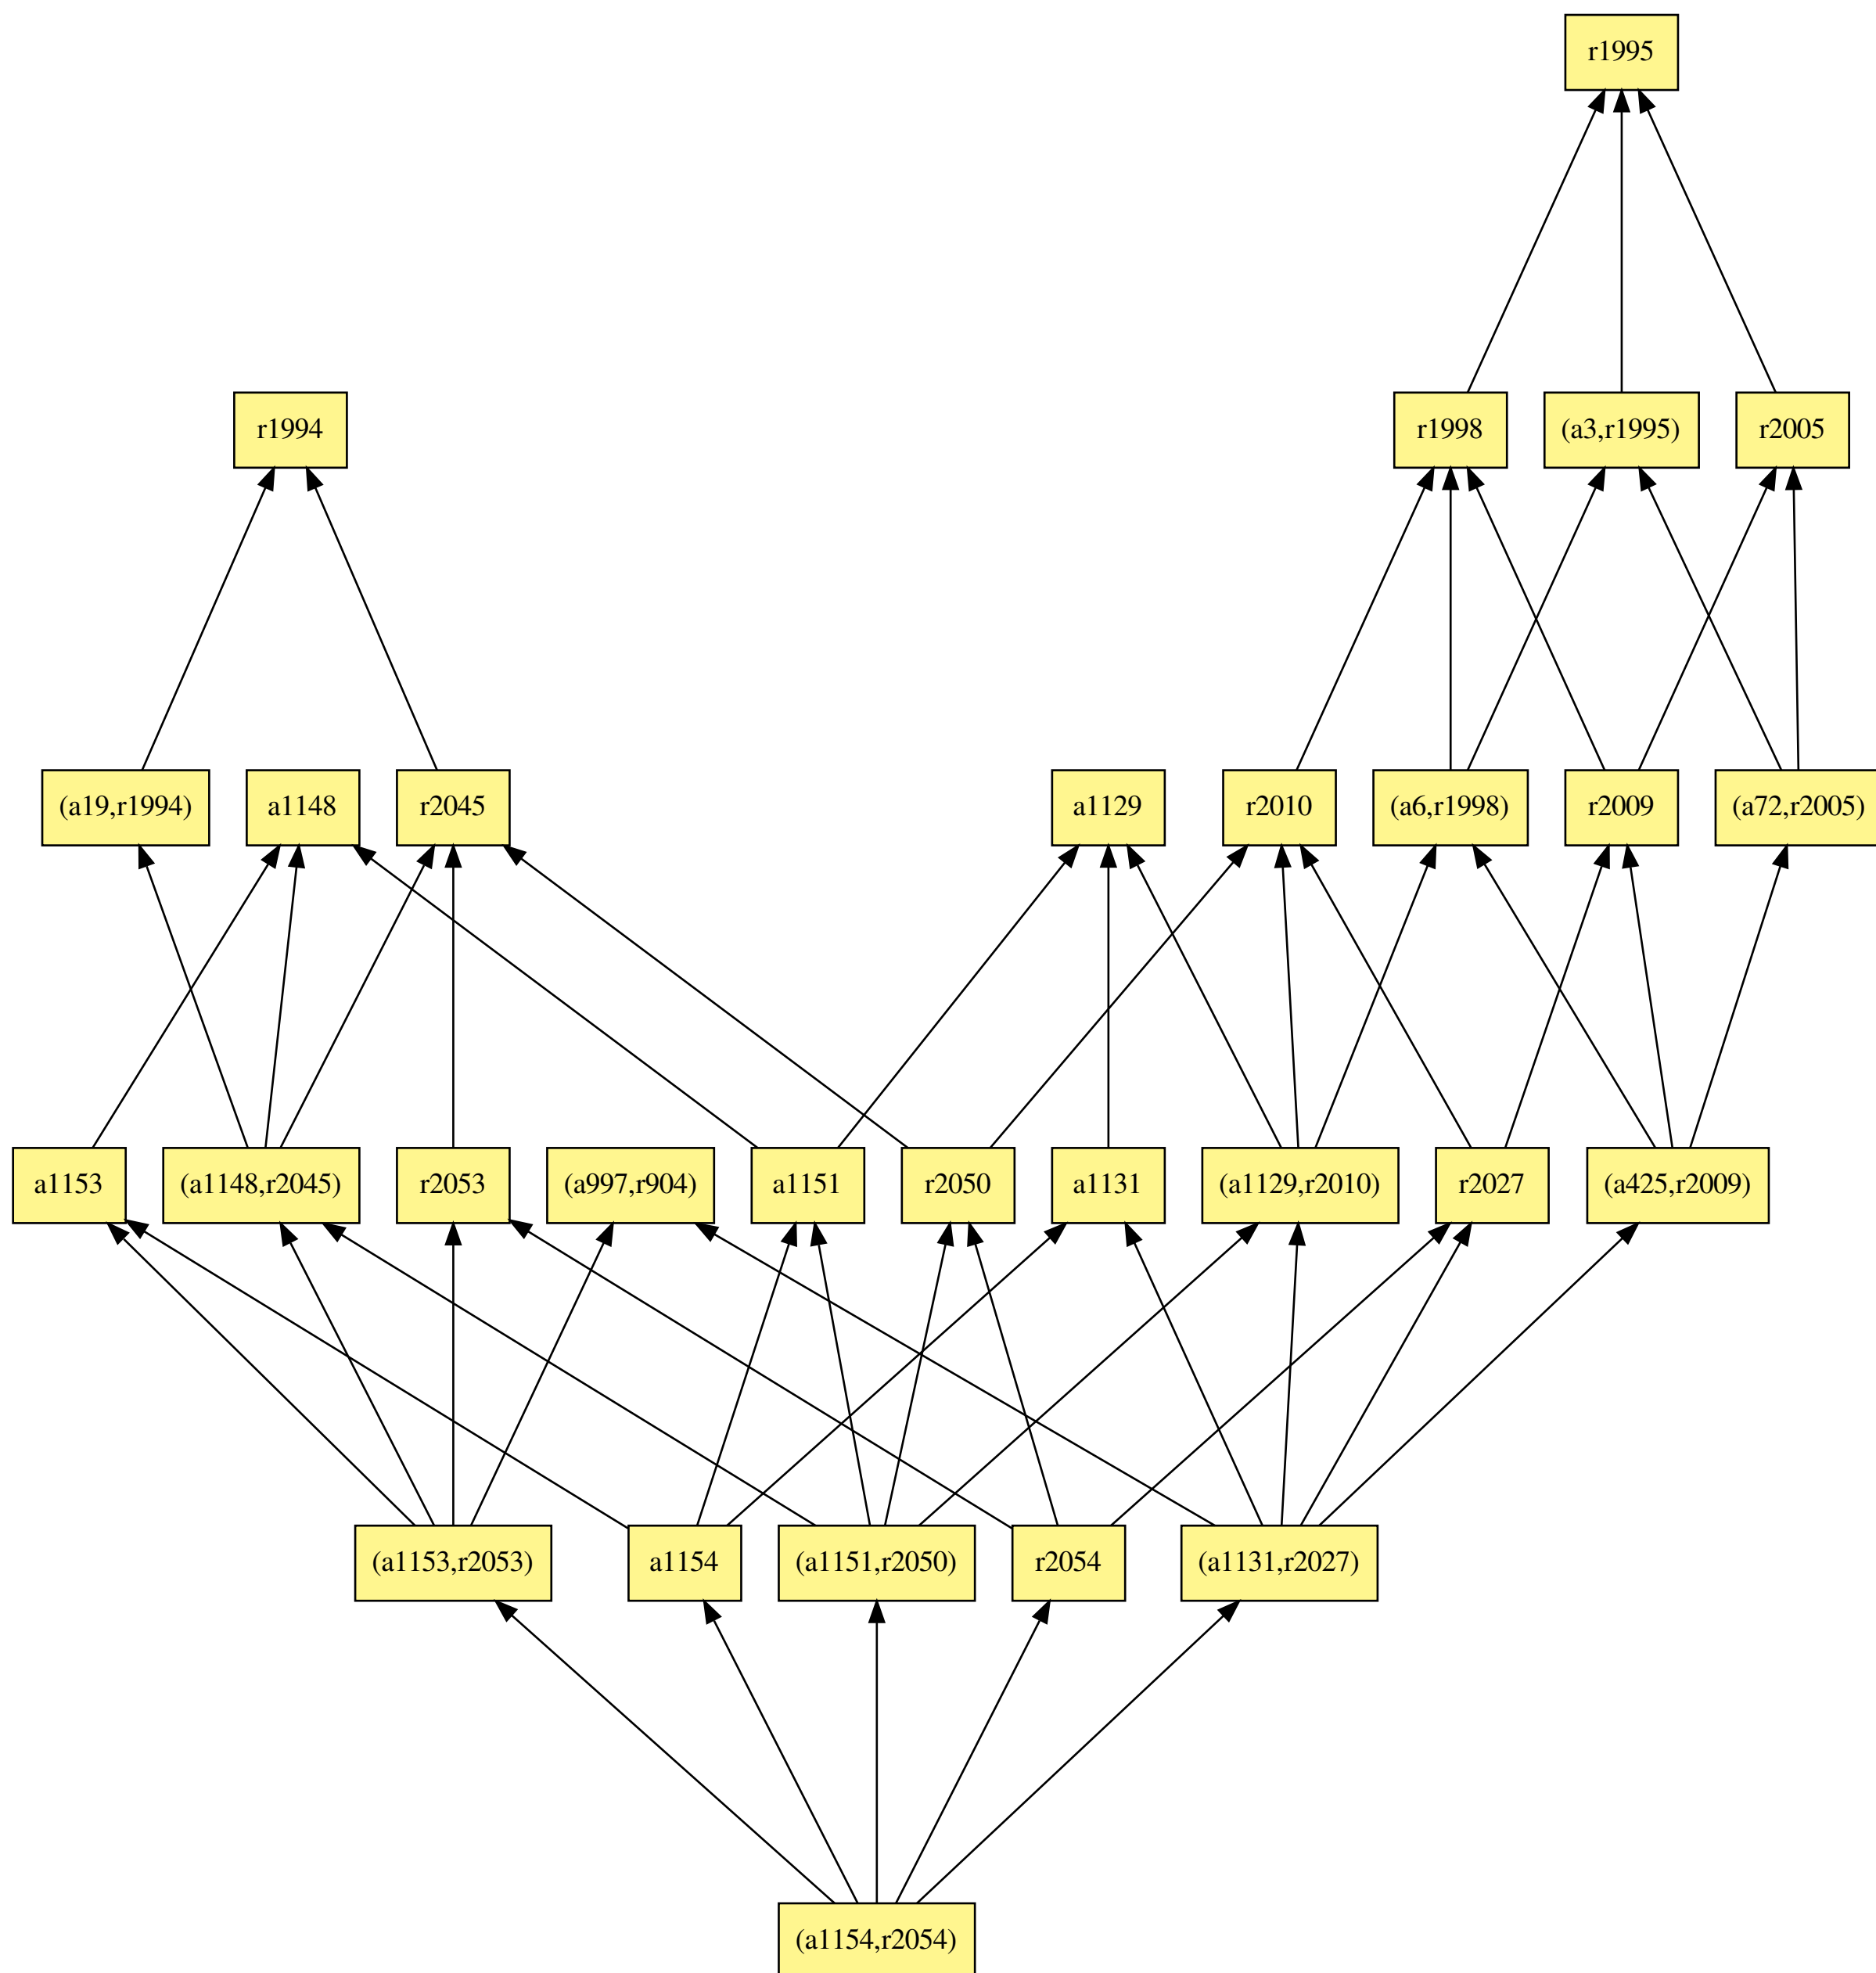 r1995
r1994
r1998
(a3,r1995)
r2005
(a19,r1994)
a1148
r2045
a1129
r2010
(a6,r1998)
r2009
(a72,r2005)
a1153
(a1148,r2045)
r2053
(a997,r904)
a1151
r2050
a1131
(a1129,r2010)
r2027
(a425,r2009)
(a1153,r2053)
a1154
(a1151,r2050)
r2054
(a1131,r2027)
(a1154,r2054)